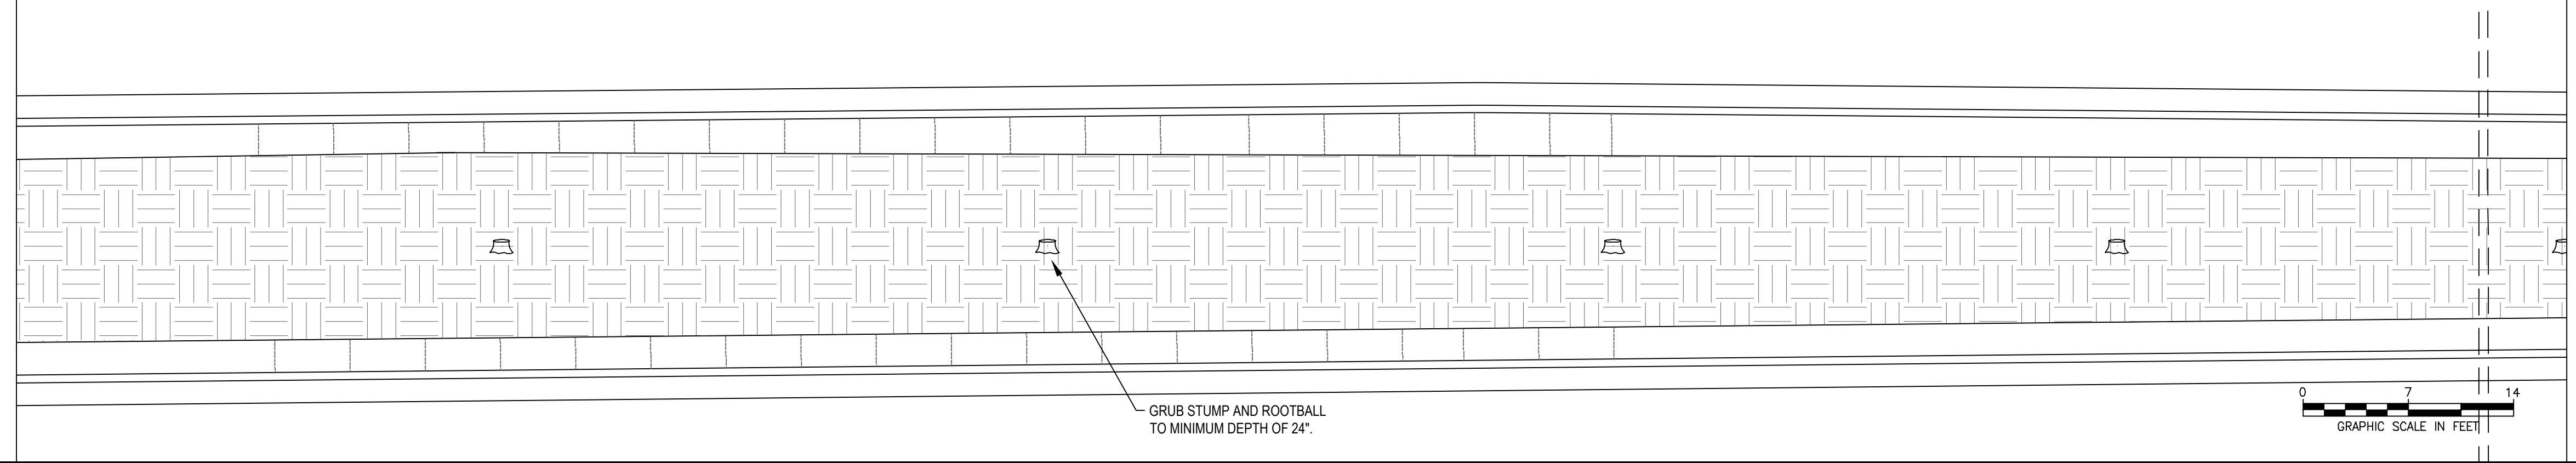 GRUB STUMP AND ROOTBALL
TO MINIMUM DEPTH OF 24".
0 7 14
GRAPHIC SCALE IN FEET